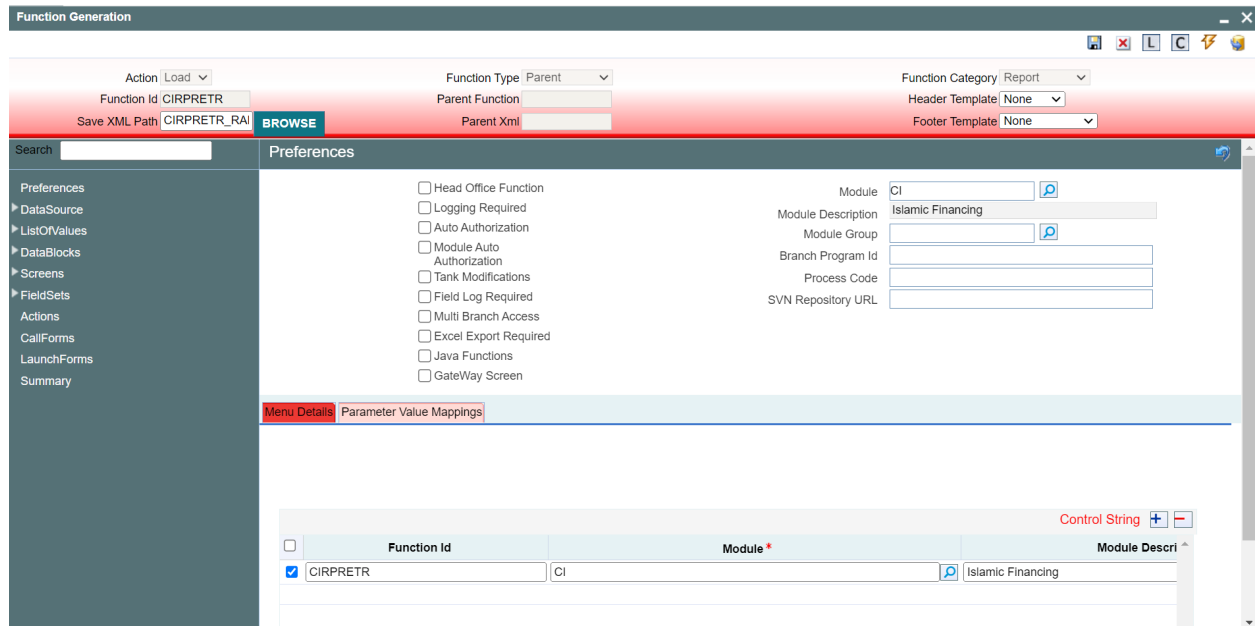 Function Generation
L C
Action Load Function Type Parent Function Category Report
Function Id CIRPRETR Parent Function Header Template None
Save XML Path CIRPRETR_RA BROWSE Parent Xml Footer Template None
Search Preferences
Preferences
DataSource
ListOfValues
DataBlocks
Screens
FieldSets
Actions
CallForms
LaunchForms
Summary
Head Office Function
Logging Required
Auto Authorization
Module Auto
Authorization
Tank Modifications
Field Log Required
Multi Branch Access
Excel Export Required
Java Functions
GateWay Screen
Module CI
Module Description Islamic Financing
Module Group
Branch Program Id
Process Code
SVN Repository URL
Menu Details Parameter Value Mappings
Control String
Function Id Module * Module Descri
CIRPRETR CI Islamic Financing